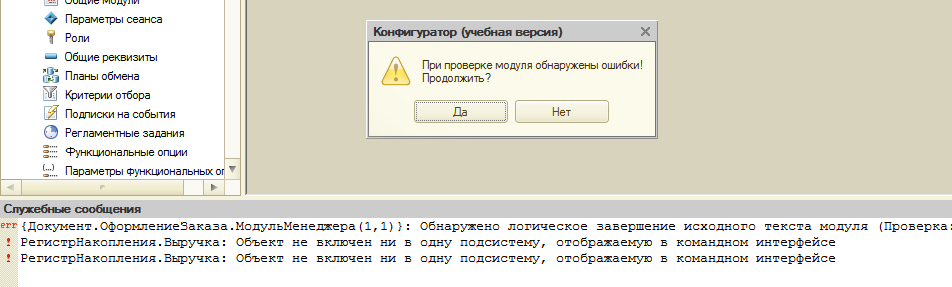 Общие модули
Параметры сеанса
Роли
Общие реквизиты
Планы обмена
Критерии отбора
Подписки на события
Регламентные задания
Функциональные опции
Параметры функциональных оп
Конфигуратор (учебная версия)
При проверке модуля обнаружены ошибки!
Продолжить?
Да
Нет
Служебные сообщения
err {Документ.ОформлениеЗаказа.МодульМенеджера(1,1)}: Обнаружено логическое завершение исходного текста модуля (Проверка:
! РегистрНакопления.Выручка: Объект не включен ни в одну подсистему, отображаемую в командном интерфейсе
! РегистрНакопления.Выручка: Объект не включен ни в одну подсистему, отображаемую в командном интерфейсе